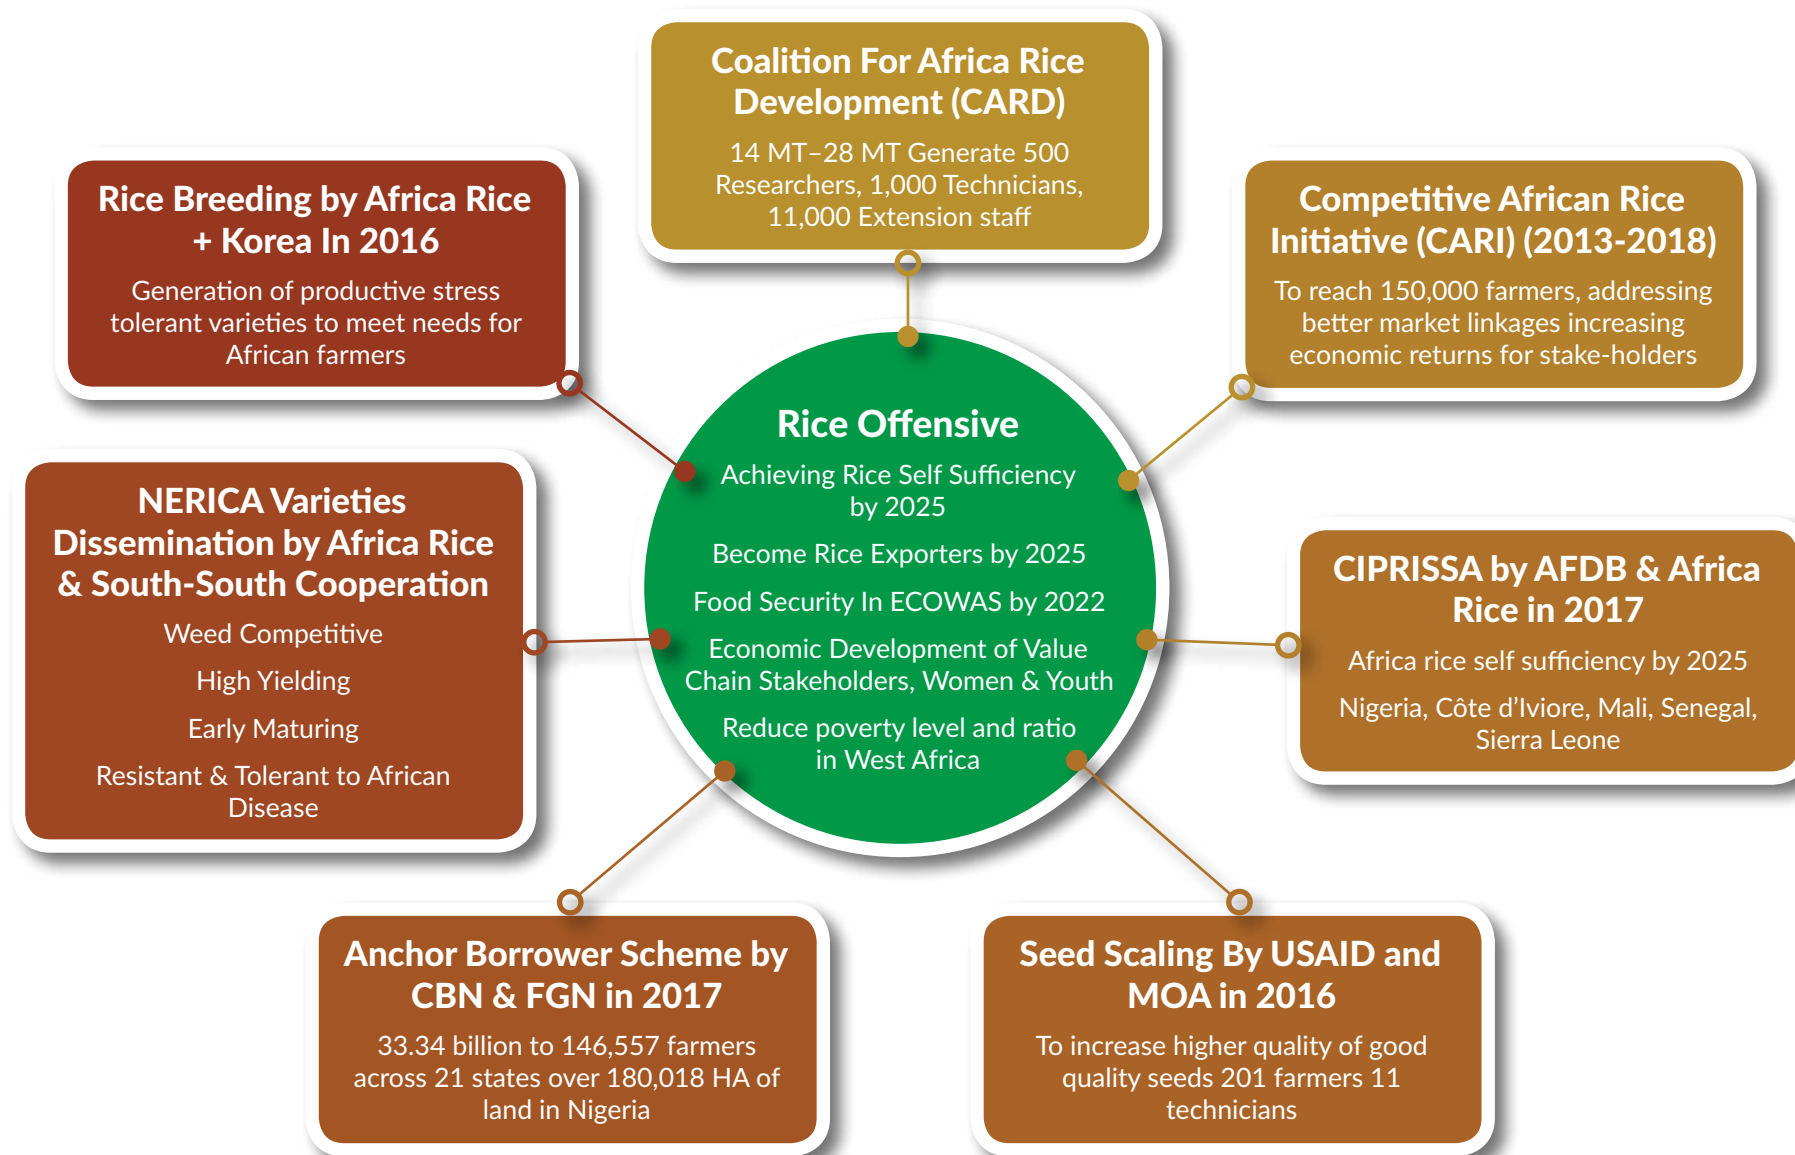 Coalition For Africa Rice
Development (CARD)
14 MT–28 MT Generate 500
Researchers, 1,000 Technicians,
11,000 Extension staff
Rice Breeding by Africa Rice
+ Korea In 2016
Generation of productive stress
tolerant varieties to meet needs for
African farmers
Competitive African Rice
Initiative (CARI) (2013-2018)
To reach 150,000 farmers, addressing
better market linkages increasing
economic returns for stake-holders
Rice Offensive
Achieving Rice Self Sufficiency
by 2025
Become Rice Exporters by 2025
Food Security In ECOWAS by 2022
Economic Development of Value
Chain Stakeholders, Women & Youth
Reduce poverty level and ratio
in West Africa
NERICA Varieties
Dissemination by Africa Rice
& South-South Cooperation
Weed Competitive
High Yielding
Early Maturing
Resistant & Tolerant to African
Disease
CIPRISSA by AFDB & Africa
Rice in 2017
Africa rice self sufficiency by 2025
Nigeria, Côte d’Iviore, Mali, Senegal,
Sierra Leone
Anchor Borrower Scheme by
CBN & FGN in 2017
33.34 billion to 146,557 farmers
across 21 states over 180,018 HA of
land in Nigeria
Seed Scaling By USAID and
MOA in 2016
To increase higher quality of good
quality seeds 201 farmers 11
technicians